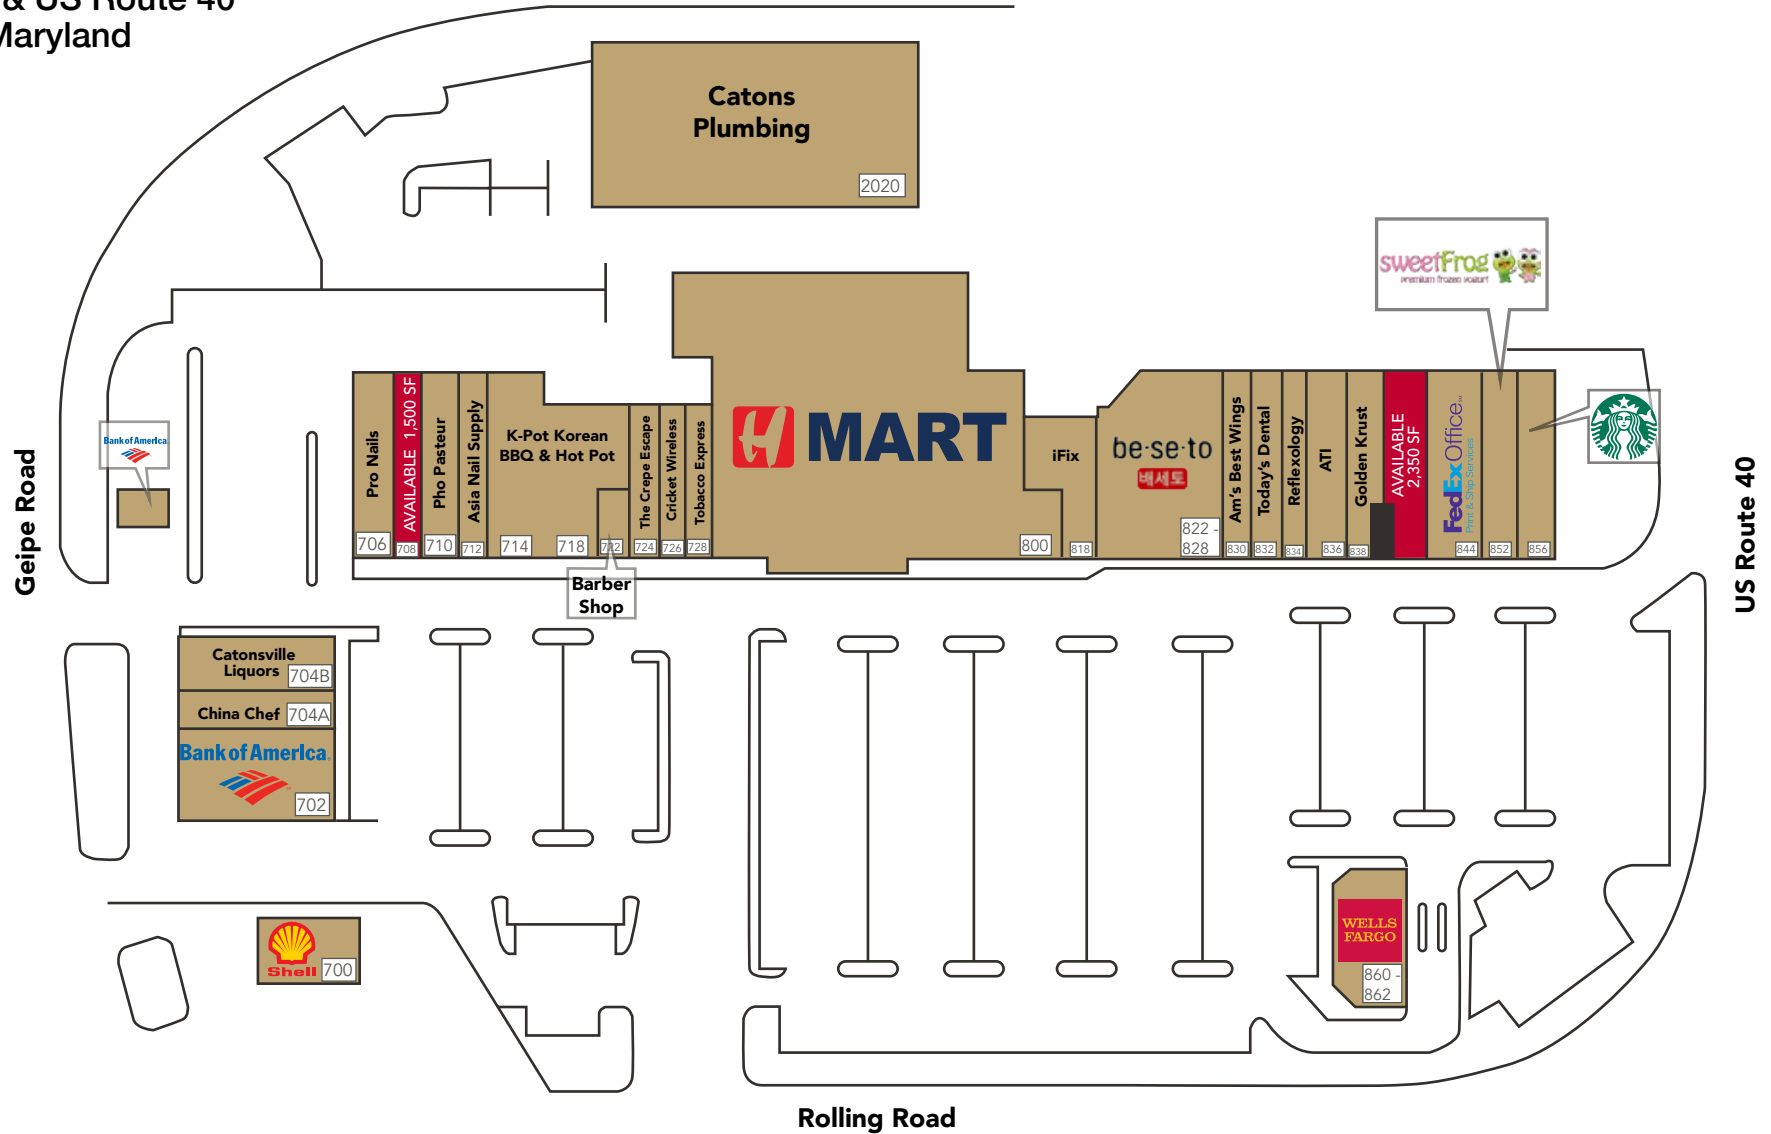 & US Route 40
Maryland
Catons
Plumbing
2020
sweetFrog
premium frozen yogurt
Geipe Road
US Route 40
Rolling Road
Bank of America
Pro Nails
706
AVAILABLE 1,500 SF
708
Pho Pasteur
710
Asia Nail Supply
712
K-Pot Korean
BBQ & Hot Pot
714
718
722
Barber
Shop
The Crepe Escape
724
Cricket Wireless
726
Tobacco Express
728
H MART
800
iFix
818
be·se·to
배세토
822 -
828
Am's Best Wings
830
Today's Dental
832
Reflexology
834
ATI
836
Golden Krust
838
AVAILABLE
2,350 SF
FedEx Office
Print & Ship Services
844
852
856
Catonsville
Liquors
704B
China Chef
704A
Bank of America
702
Shell
700
WELLS
FARGO
860 -
862